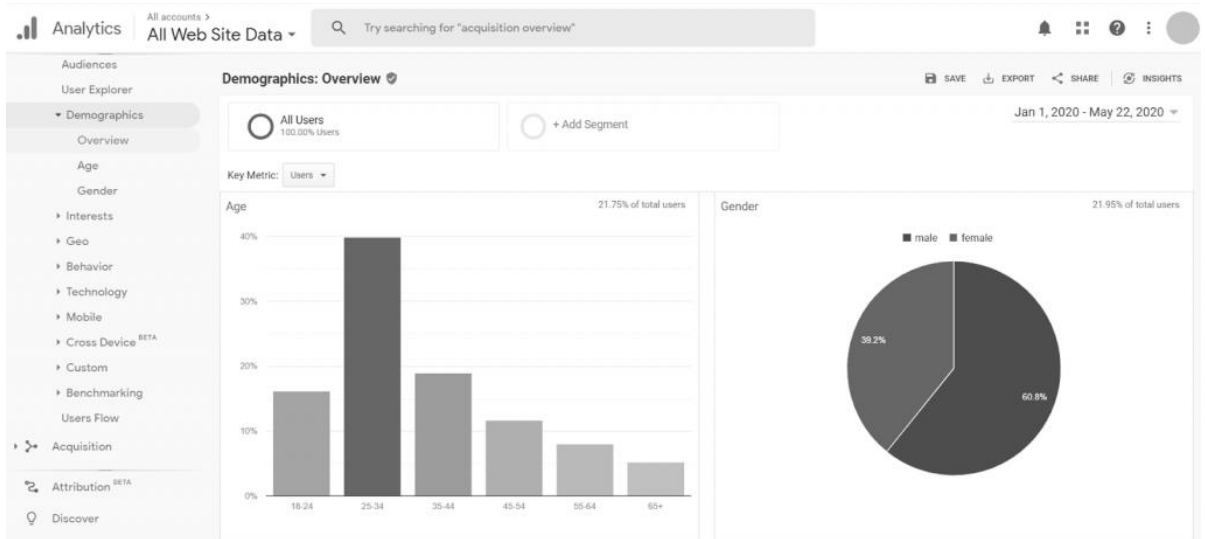 Analytics
All accounts >
All Web Site Data
Try searching for "acquisition overview"
Audiences
User Explorer
Demographics
Overview
Age
Gender
Interests
Geo
Behavior
Technology
Mobile
Cross Device BETA
Custom
Benchmarking
Users Flow
Acquisition
Attribution BETA
Discover
Demographics: Overview
SAVE EXPORT SHARE INSIGHTS
All Users
100.00% Users
+ Add Segment
Jan 1, 2020 - May 22, 2020
Key Metric: Users
Age
21.75% of total users
40%
30%
20%
10%
0%
18-24 25-34 35-44 45-54 55-64 65+
Gender
21.95% of total users
male female
39.2%
60.8%